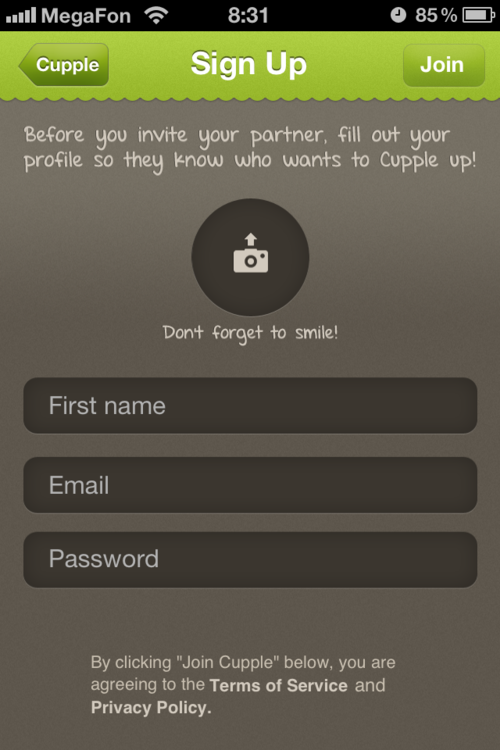 MegaFon 8:31 85%
Cupple Sign Up Join
Before you invite your partner, fill out your
profile so they know who wants to Cupple up!
Don't forget to smile!
First name
Email
Password
By clicking "Join Cupple" below, you are
agreeing to the Terms of Service and
Privacy Policy.